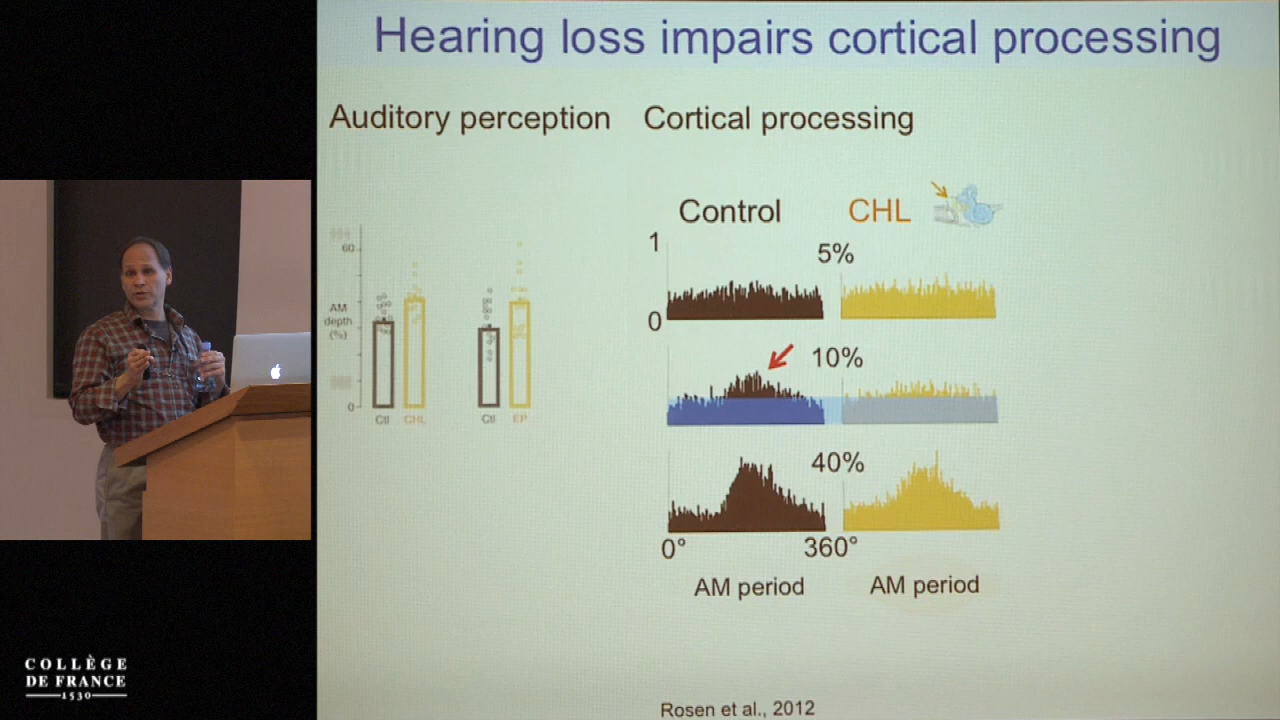 Hearing loss impairs cortical processing
Auditory perception
Cortical processing
60
AM
depth
(%)
0
Ctl
CHL
Ctl
EP
Control
CHL
1
5%
0
10%
40%
0°
360°
AM period
AM period
Rosen et al., 2012
COLLÈGE
DE FRANCE
1530